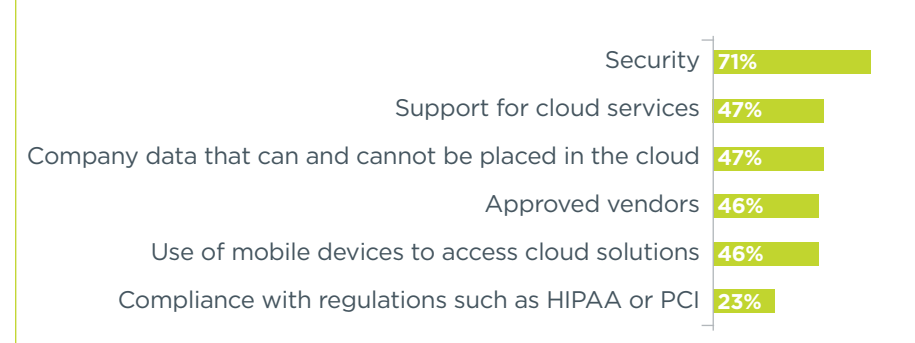 Security 71%
Support for cloud services 47%
Company data that can and cannot be placed in the cloud 47%
Approved vendors 46%
Use of mobile devices to access cloud solutions 46%
Compliance with regulations such as HIPAA or PCI 23%